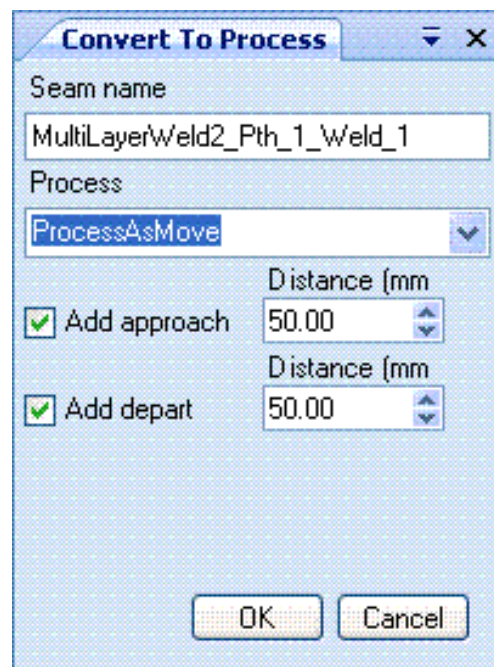 Convert To Process
Seam name
MultiLayerWeld2_Pth_1_Weld_1
Process
ProcessAsMove
Distance (mm
Add approach 50.00
Distance (mm
Add depart 50.00
OK Cancel